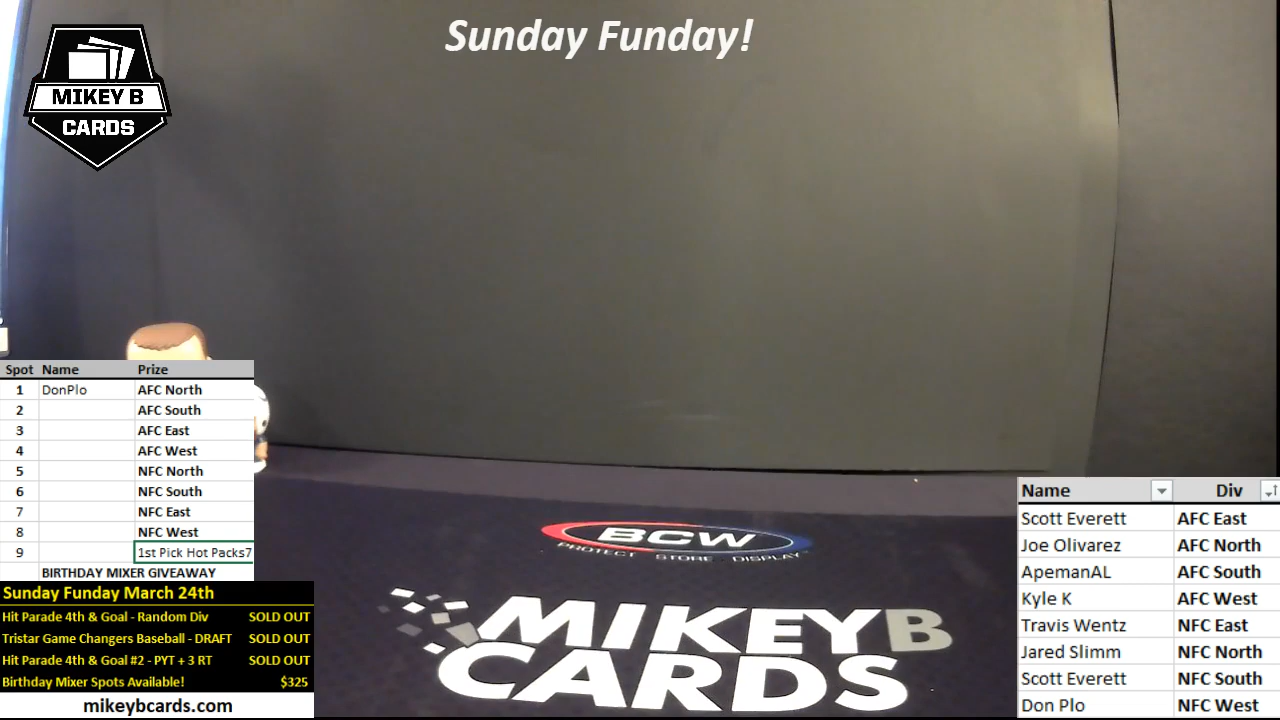 Sunday Funday!
MIKEY B
CARDS
Spot Name Prize
1 DonPlo AFC North
2 AFC South
3 AFC East
4 AFC West
5 NFC North
6 NFC South
7 NFC East
8 NFC West
9 1st Pick Hot Packs7
BIRTHDAY MIXER GIVEAWAY
Sunday Funday March 24th
Hit Parade 4th & Goal - Random Div SOLD OUT
Tristar Game Changers Baseball - DRAFT SOLD OUT
Hit Parade 4th & Goal #2 - PYT + 3 RT SOLD OUT
Birthday Mixer Spots Available! $325
mikeybcards.com
BCW
PROTECT STORE DISPLAY
MIKEYB
CARDS
Name Div
Scott Everett AFC East
Joe Olivarez AFC North
ApemanAL AFC South
Kyle K AFC West
Travis Wentz NFC East
Jared Slimm NFC North
Scott Everett NFC South
Don Plo NFC West